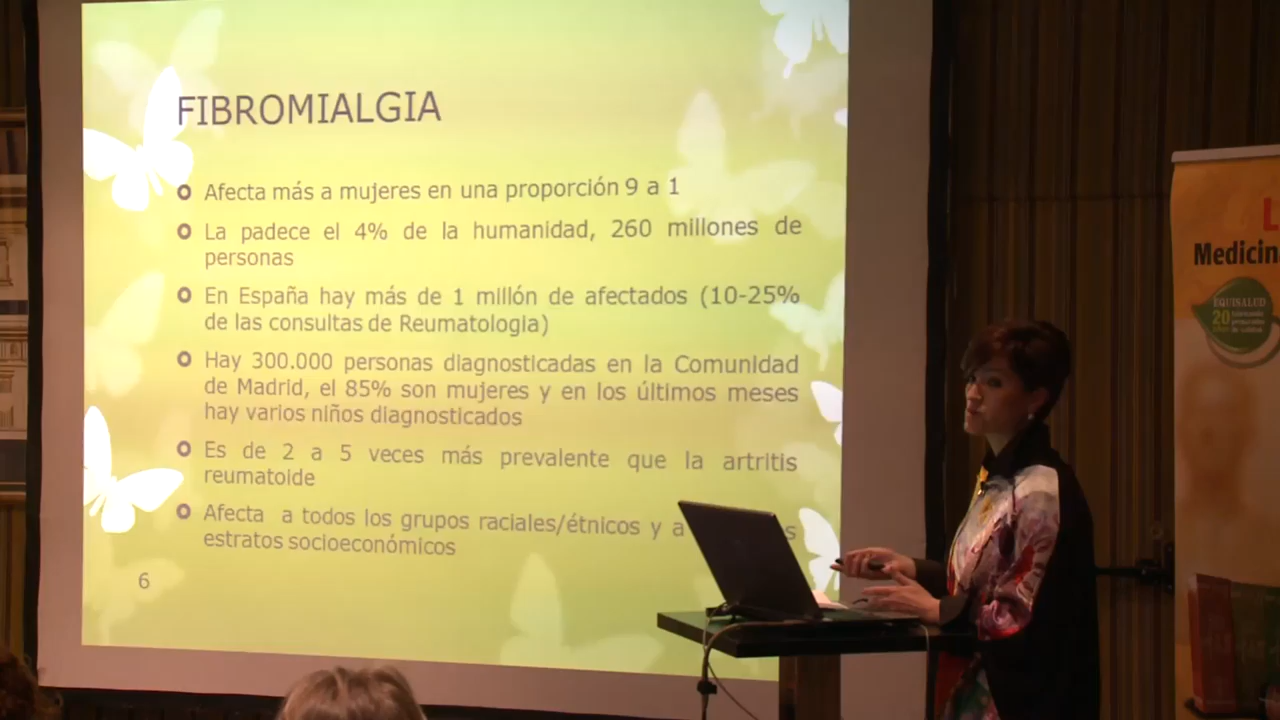 FIBROMIALGIA
Afecta más a mujeres en una proporción 9 a 1
La padece el 4% de la humanidad, 260 millones de
personas
En España hay más de 1 millón de afectados (10-25%
de las consultas de Reumatologia)
Hay 300.000 personas diagnosticadas en la Comunidad
de Madrid, el 85% son mujeres y en los últimos meses
hay varios niños diagnosticados
Es de 2 a 5 veces más prevalente que la artritis
reumatoide
Afecta a todos los grupos raciales/étnicos y a
estratos socioeconómicos
6
L
Medicin
EQUISALUD
20